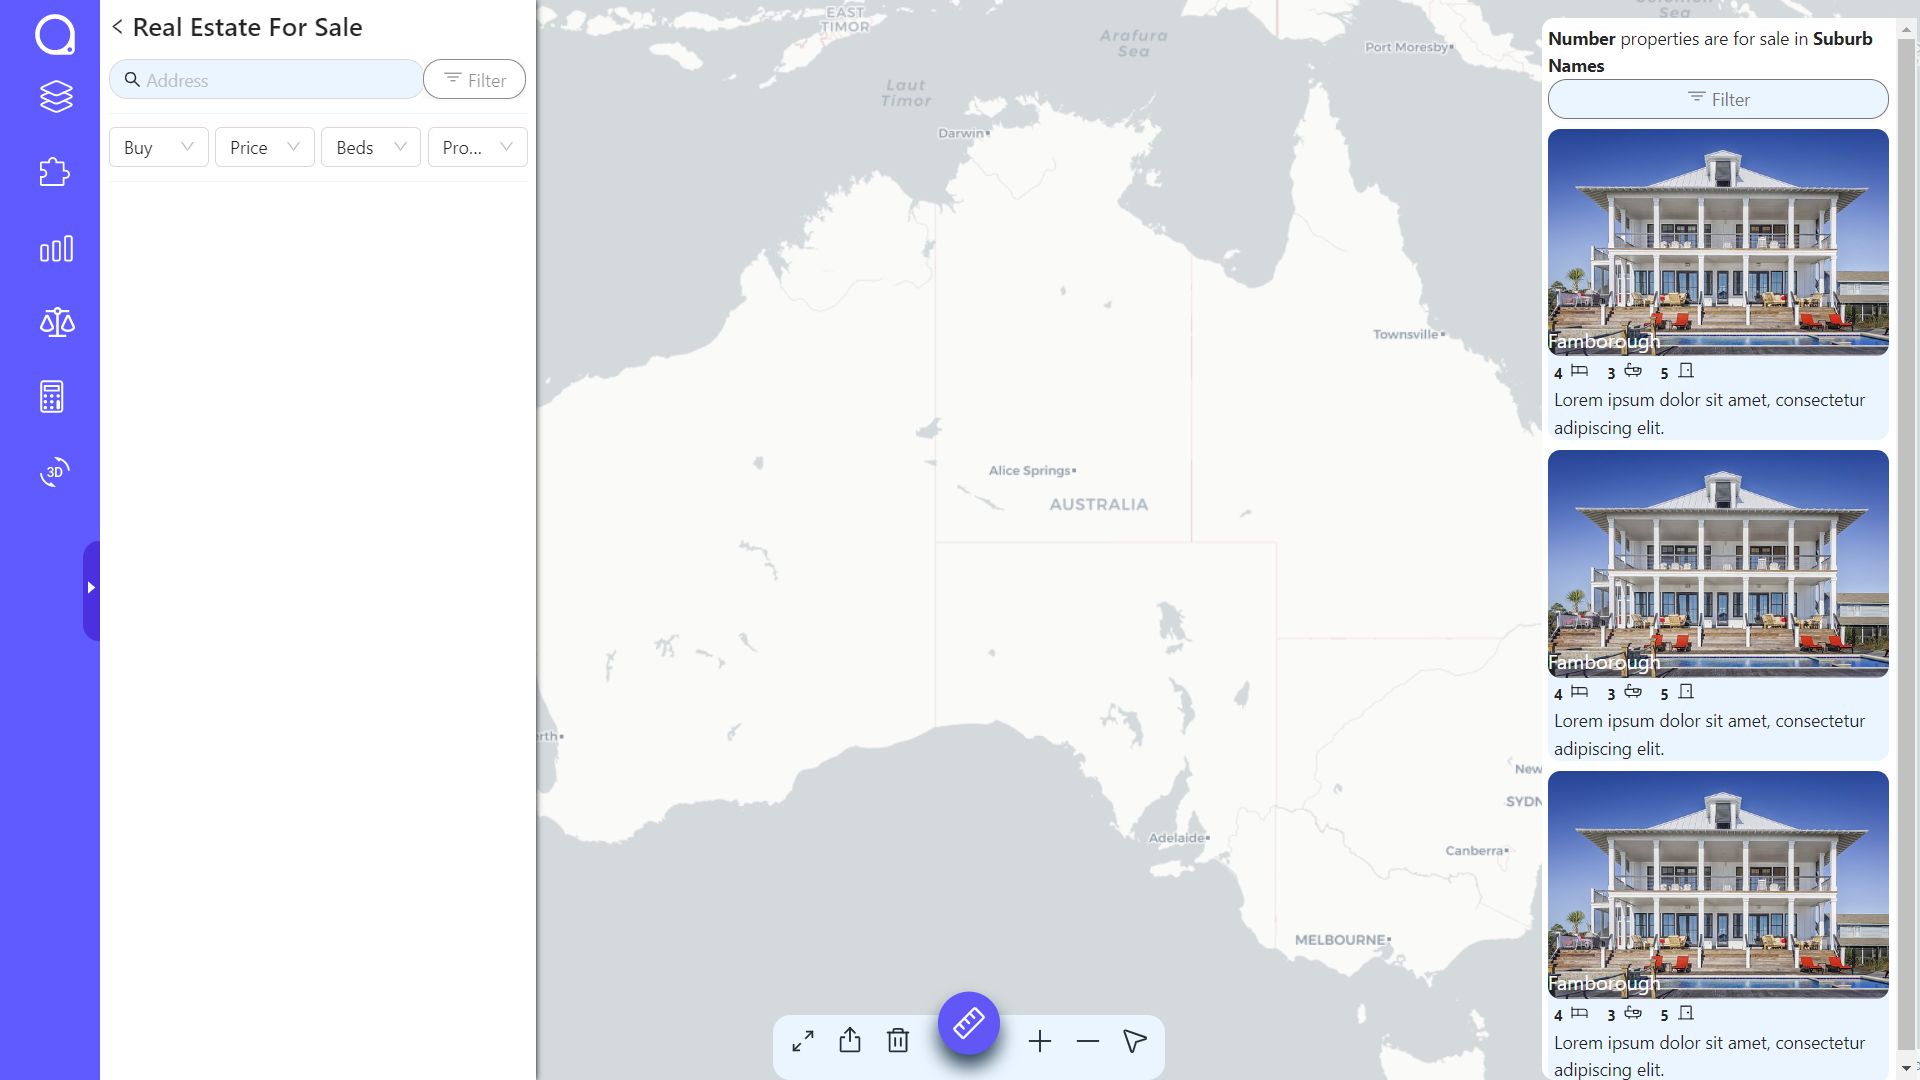 Real Estate For Sale
Address
Filter
Buy
Price
Beds
Pro...
3D
EAST
TIMOR
Arafura
Sea
Laut
Timor
Port Moresby
Solomon
Sea
Darwin
Townsville
Alice Springs
AUSTRALIA
rth
New
SYDN
Adelaide
Canberra
MELBOURNE
Number properties are for sale in Suburb
Names
Filter
Famborough
4 3 5
Lorem ipsum dolor sit amet, consectetur
adipiscing elit.
Famborough
4 3 5
Lorem ipsum dolor sit amet, consectetur
adipiscing elit.
Famborough
4 3 5
Lorem ipsum dolor sit amet, consectetur
adipiscing elit.